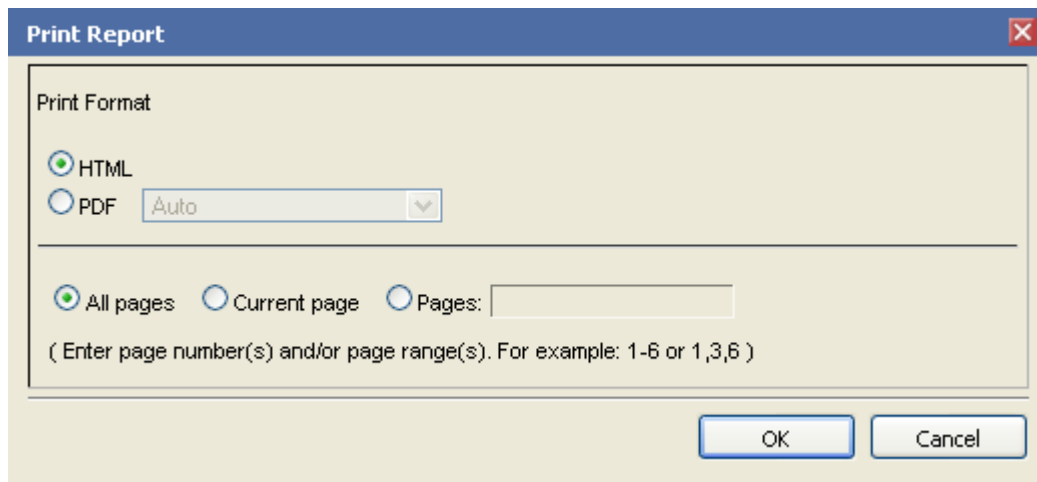 Print Report
Print Format
HTML
PDF Auto
All pages Current page Pages:
( Enter page number(s) and/or page range(s). For example: 1-6 or 1,3,6 )
OK Cancel